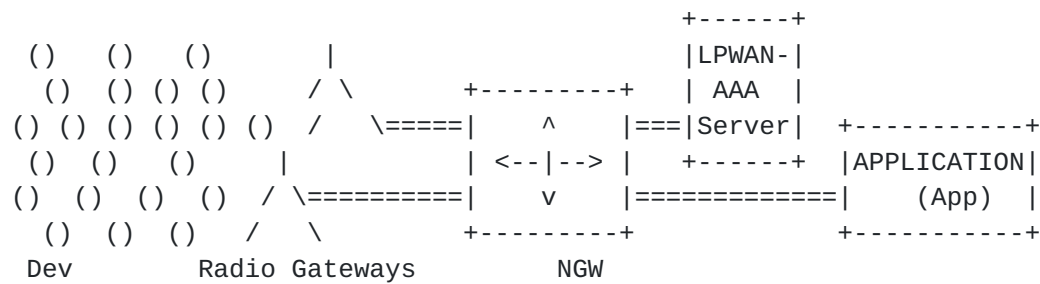 +------+
 ()   ()   ()       |                      |LPWAN-|
  ()  () () ()     / \       +---------+   | AAA  |
() () () () () ()  /   \=====|    ^    |===|Server|  +-----------+
 ()  ()    ()     |           | <--|--> |   +------+  |APPLICATION|
()  ()  ()  ()  / \==========|    v    |=============|   (App)  |
  ()  ()  ()   /   \         +---------+             +-----------+
 Dev        Radio Gateways         NGW